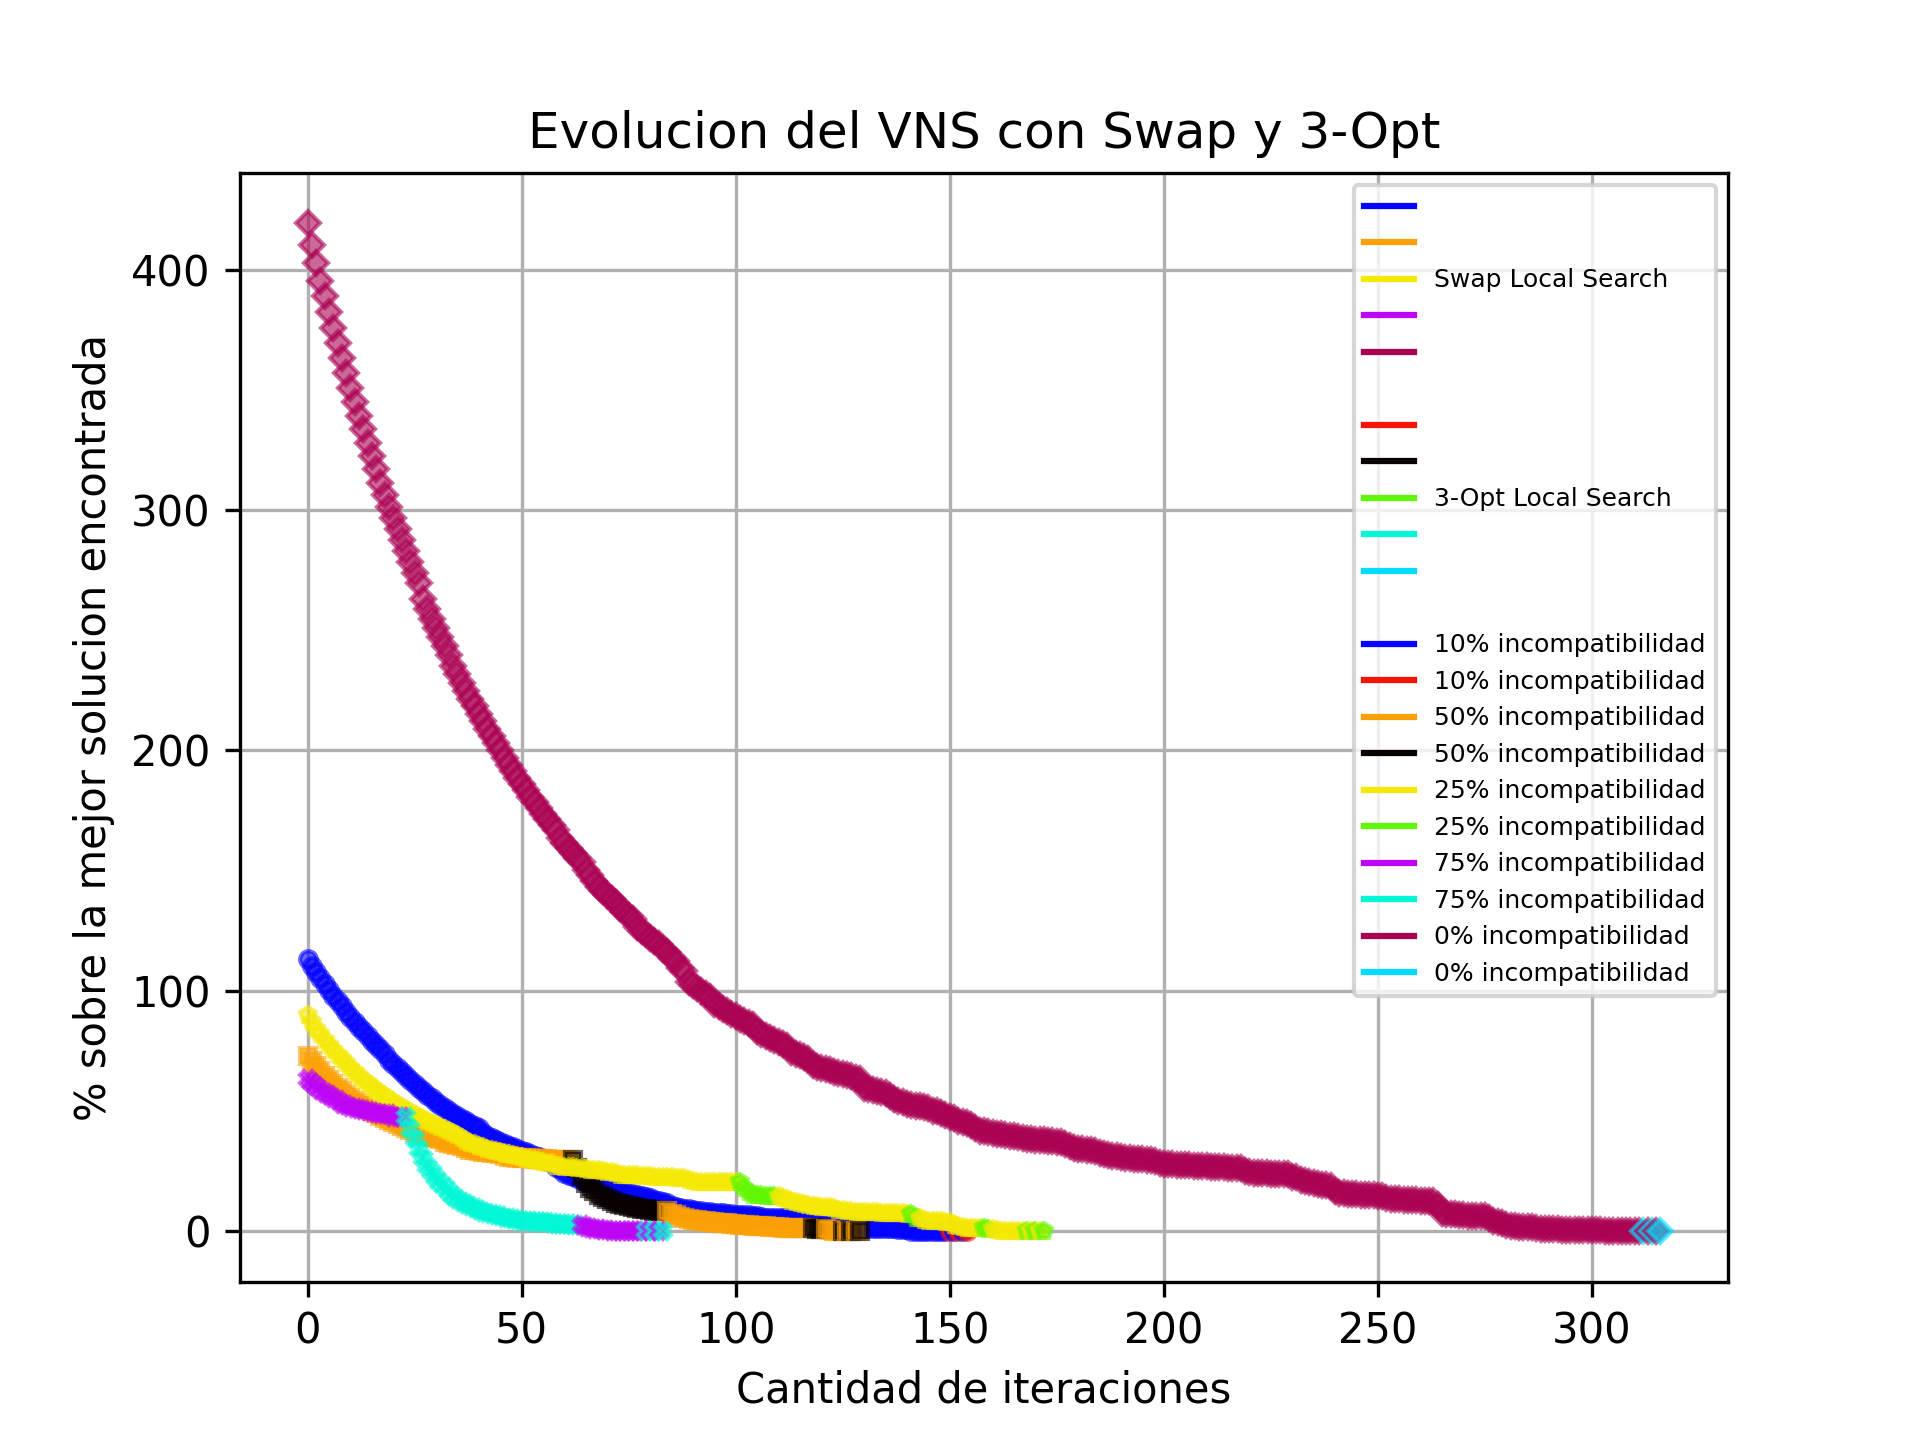 Evolucion del VNS con Swap y 3-Opt
% sobre la mejor solucion encontrada
400
300
200
100
0
Swap Local Search
3-Opt Local Search
10% incompatibilidad
10% incompatibilidad
50% incompatibilidad
50% incompatibilidad
25% incompatibilidad
25% incompatibilidad
75% incompatibilidad
75% incompatibilidad
0% incompatibilidad
0% incompatibilidad
0 50 100 150 200 250 300
Cantidad de iteraciones